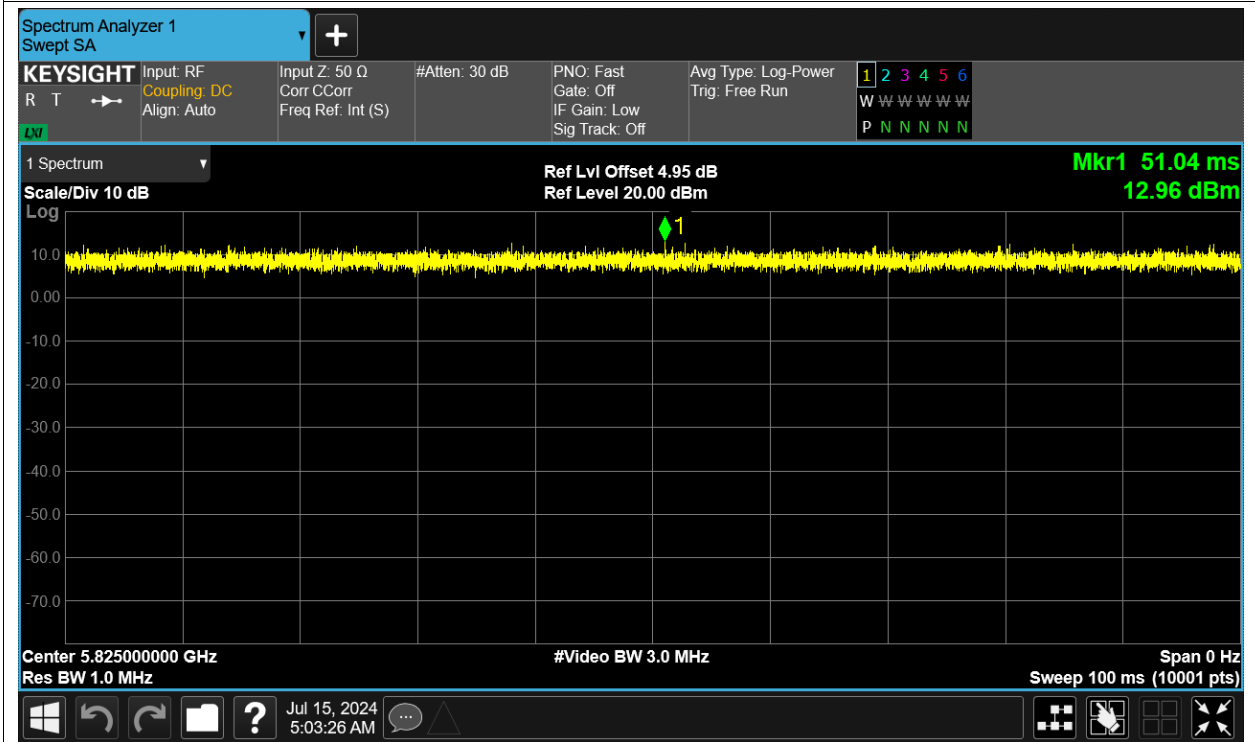 Spectrum Analyzer 1
Swept SA
KEYSIGHT
R T
LXI
Input: RF
Coupling: DC
Align: Auto
Input Z: 50 Ω
Corr CCorr
Freq Ref: Int (S)
#Atten: 30 dB
PNO: Fast
Gate: Off
IF Gain: Low
Sig Track: Off
Avg Type: Log-Power
Trig: Free Run
1 2 3 4 5 6
W W W W W W
P N N N N N
1 Spectrum
Scale/Div 10 dB
Ref Lvl Offset 4.95 dB
Ref Level 20.00 dBm
Mkr1 51.04 ms
12.96 dBm
Log
1
10.0
0.00
-10.0
-20.0
-30.0
-40.0
-50.0
-60.0
-70.0
Center 5.825000000 GHz
#Video BW 3.0 MHz
Span 0 Hz
Res BW 1.0 MHz
Sweep 100 ms (10001 pts)
?
Jul 15, 2024
5:03:26 AM